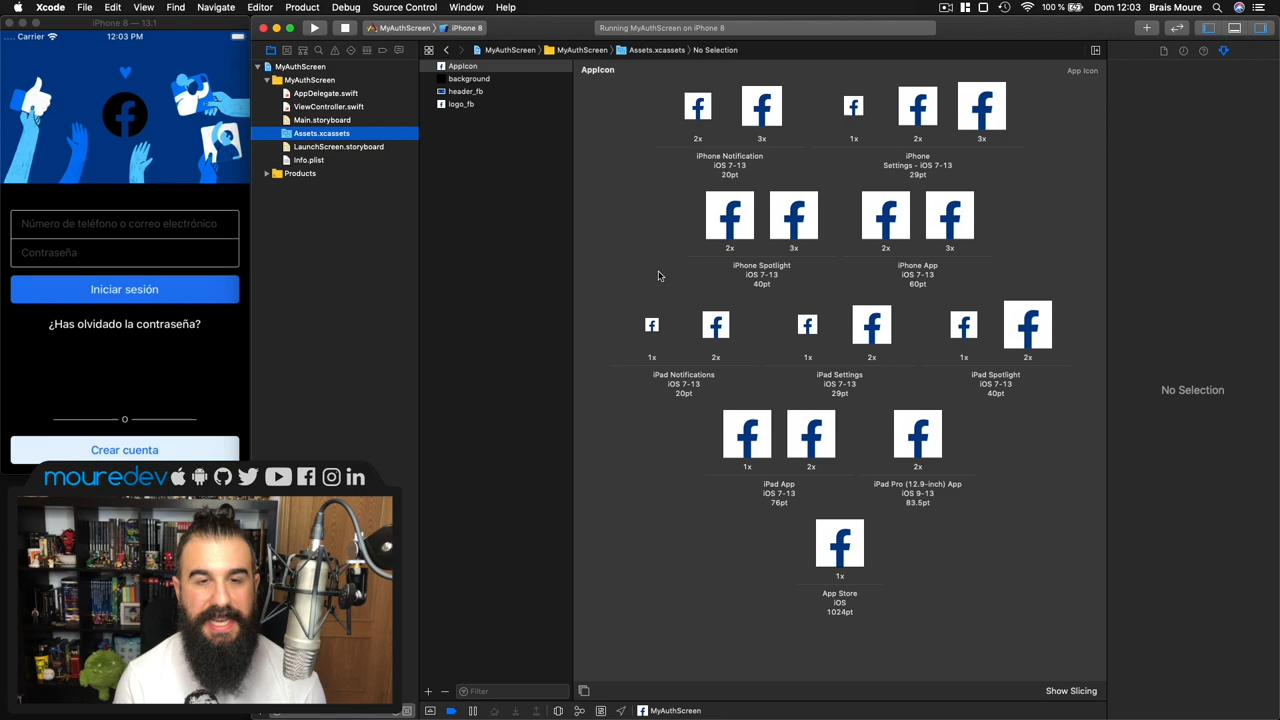 Xcode File Edit View Find Navigate Editor Product Debug Source Control Window Help
100 % Dom 12:03 Brais Moure
iPhone 8 — 13.1
MyAuthScreen iPhone 8
Running MyAuthScreen on iPhone 8
Carrier 12:03 PM
Número de teléfono o correo electrónico
Contraseña
Iniciar sesión
¿Has olvidado la contraseña?
O
Crear cuenta
MyAuthScreen
MyAuthScreen
AppDelegate.swift
ViewController.swift
Main.storyboard
Assets.xcassets
LaunchScreen.storyboard
Info.plist
Products
MyAuthScreen MyAuthScreen Assets.xcassets No Selection
AppIcon
background
header_fb
logo_fb
Filter
AppIcon
App Icon
2x 3x 1x 2x 3x
iPhone Notification
iOS 7-13
20pt
iPhone
Settings - iOS 7-13
29pt
2x 3x 2x 3x
iPhone Spotlight
iOS 7-13
40pt
iPhone App
iOS 7-13
60pt
1x 2x 1x 2x 1x 2x
iPad Notifications
iOS 7-13
20pt
iPad Settings
iOS 7-13
29pt
iPad Spotlight
iOS 7-13
40pt
1x 2x 2x
iPad App
iOS 7-13
76pt
iPad Pro (12.9-inch) App
iOS 9-13
83.5pt
1x
App Store
iOS
1024pt
Show Slicing
MyAuthScreen
No Selection
mouredev